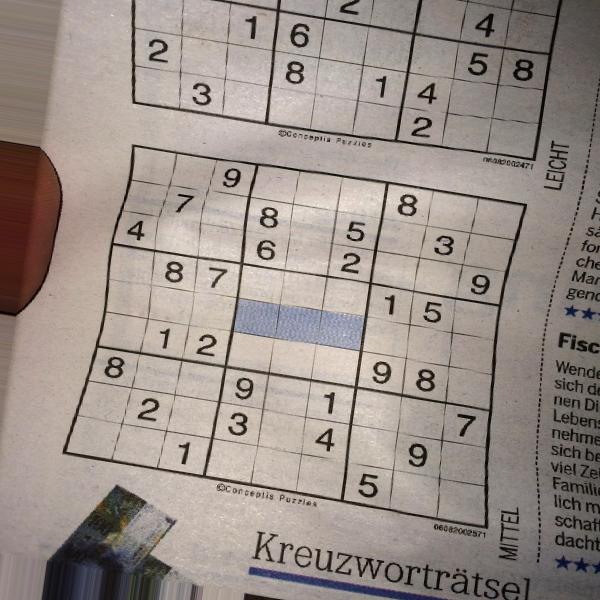 2 4
1 6 5 8
2 8 1 4
3 2
©Conceptis Puzzles
06082002471
LEICHT
9 8
7 8 5 3
4 6 2 9
8 7 1 5
1 2 9 8
8 9 1 7
2 3 4 9
1 5
©Conceptis Puzzles
06082002571
MITTEL
Kreuzworträtsel
for
che
Mar
gen
Fisc
Wende
sich de
nen Di
Lebens
nehme
sich be
viel Zei
Famili
lich m
schaf
dacht